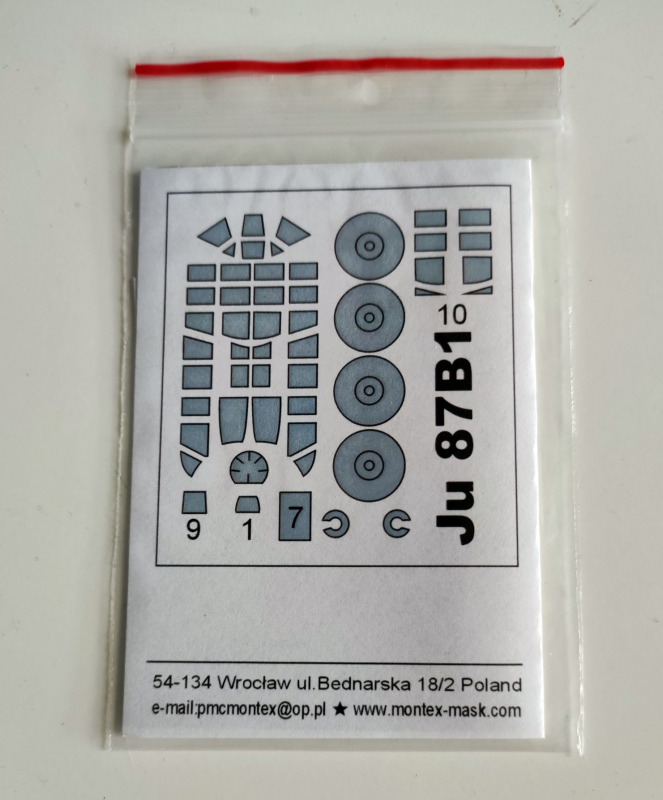 10
Ju 87B1
9
1
7
54-134 Wrocław ul.Bednarska 18/2 Poland
e-mail:pmcmontex@op.pl ★ www.montex-mask.com